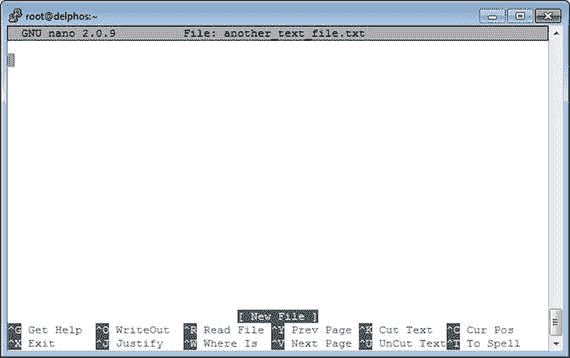 root@delphos:~
GNU nano 2.0.9 File: another_text_file.txt
[ New File ]
^G Get Help ^O WriteOut ^R Read File ^Y Prev Page ^K Cut Text ^C Cur Pos
^X Exit ^J Justify ^W Where Is ^V Next Page ^U UnCut Text ^T To Spell